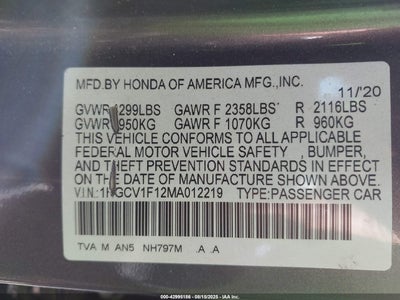 MFD.BY HONDA OF AMERICA MFG.,INC.
11/20
GVWR 4299LBS GAWR F 2358LBS R 2116LBS
GVWR 1950KG GAWR F 1070KG R 960KG
THIS VEHICLE CONFORMS TO ALL APPLICABLE
FEDERAL MOTOR VEHICLE SAFETY , BUMPER,
AND THEFT PREVENTION STANDARDS IN EFFECT
ON THE DATE OF MANUFACTURE SHOWN ABOVE.
V.I.N.:1HGCV1F12MA012219 TYPE:PASSENGER CAR
TVA M AN5 NH797M A A
000-42995188 - 08/15/2025 - IAA Inc.